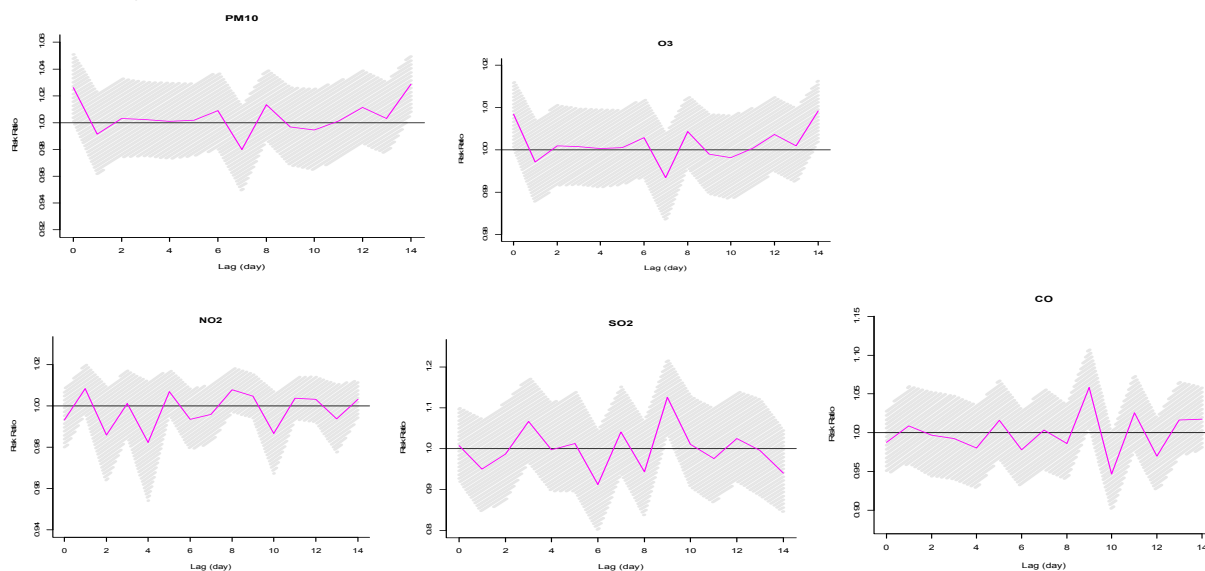 PM10
1.06
1.04
1.02
1.00
0.98
0.96
0.94
0.92
Risk Ratio
0 2 4 6 8 10 12 14
Lag (day)
O3
1.02
1.01
1.00
0.99
0.98
Risk Ratio
0 2 4 6 8 10 12 14
Lag (day)
NO2
1.02
1.00
0.98
0.96
0.94
Risk Ratio
0 2 4 6 8 10 12 14
Lag (day)
SO2
1.2
1.1
1.0
0.9
0.8
Risk Ratio
0 2 4 6 8 10 12 14
Lag (day)
CO
1.15
1.10
1.05
1.00
0.95
0.90
Risk Ratio
0 2 4 6 8 10 12 14
Lag (day)